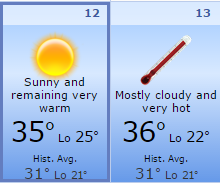 12
Sunny and
remaining very
warm
35° Lo 25°
Hist. Avg.
31° Lo 21°
13
Mostly cloudy and
very hot
36° Lo 22°
Hist. Avg.
31° Lo 21°